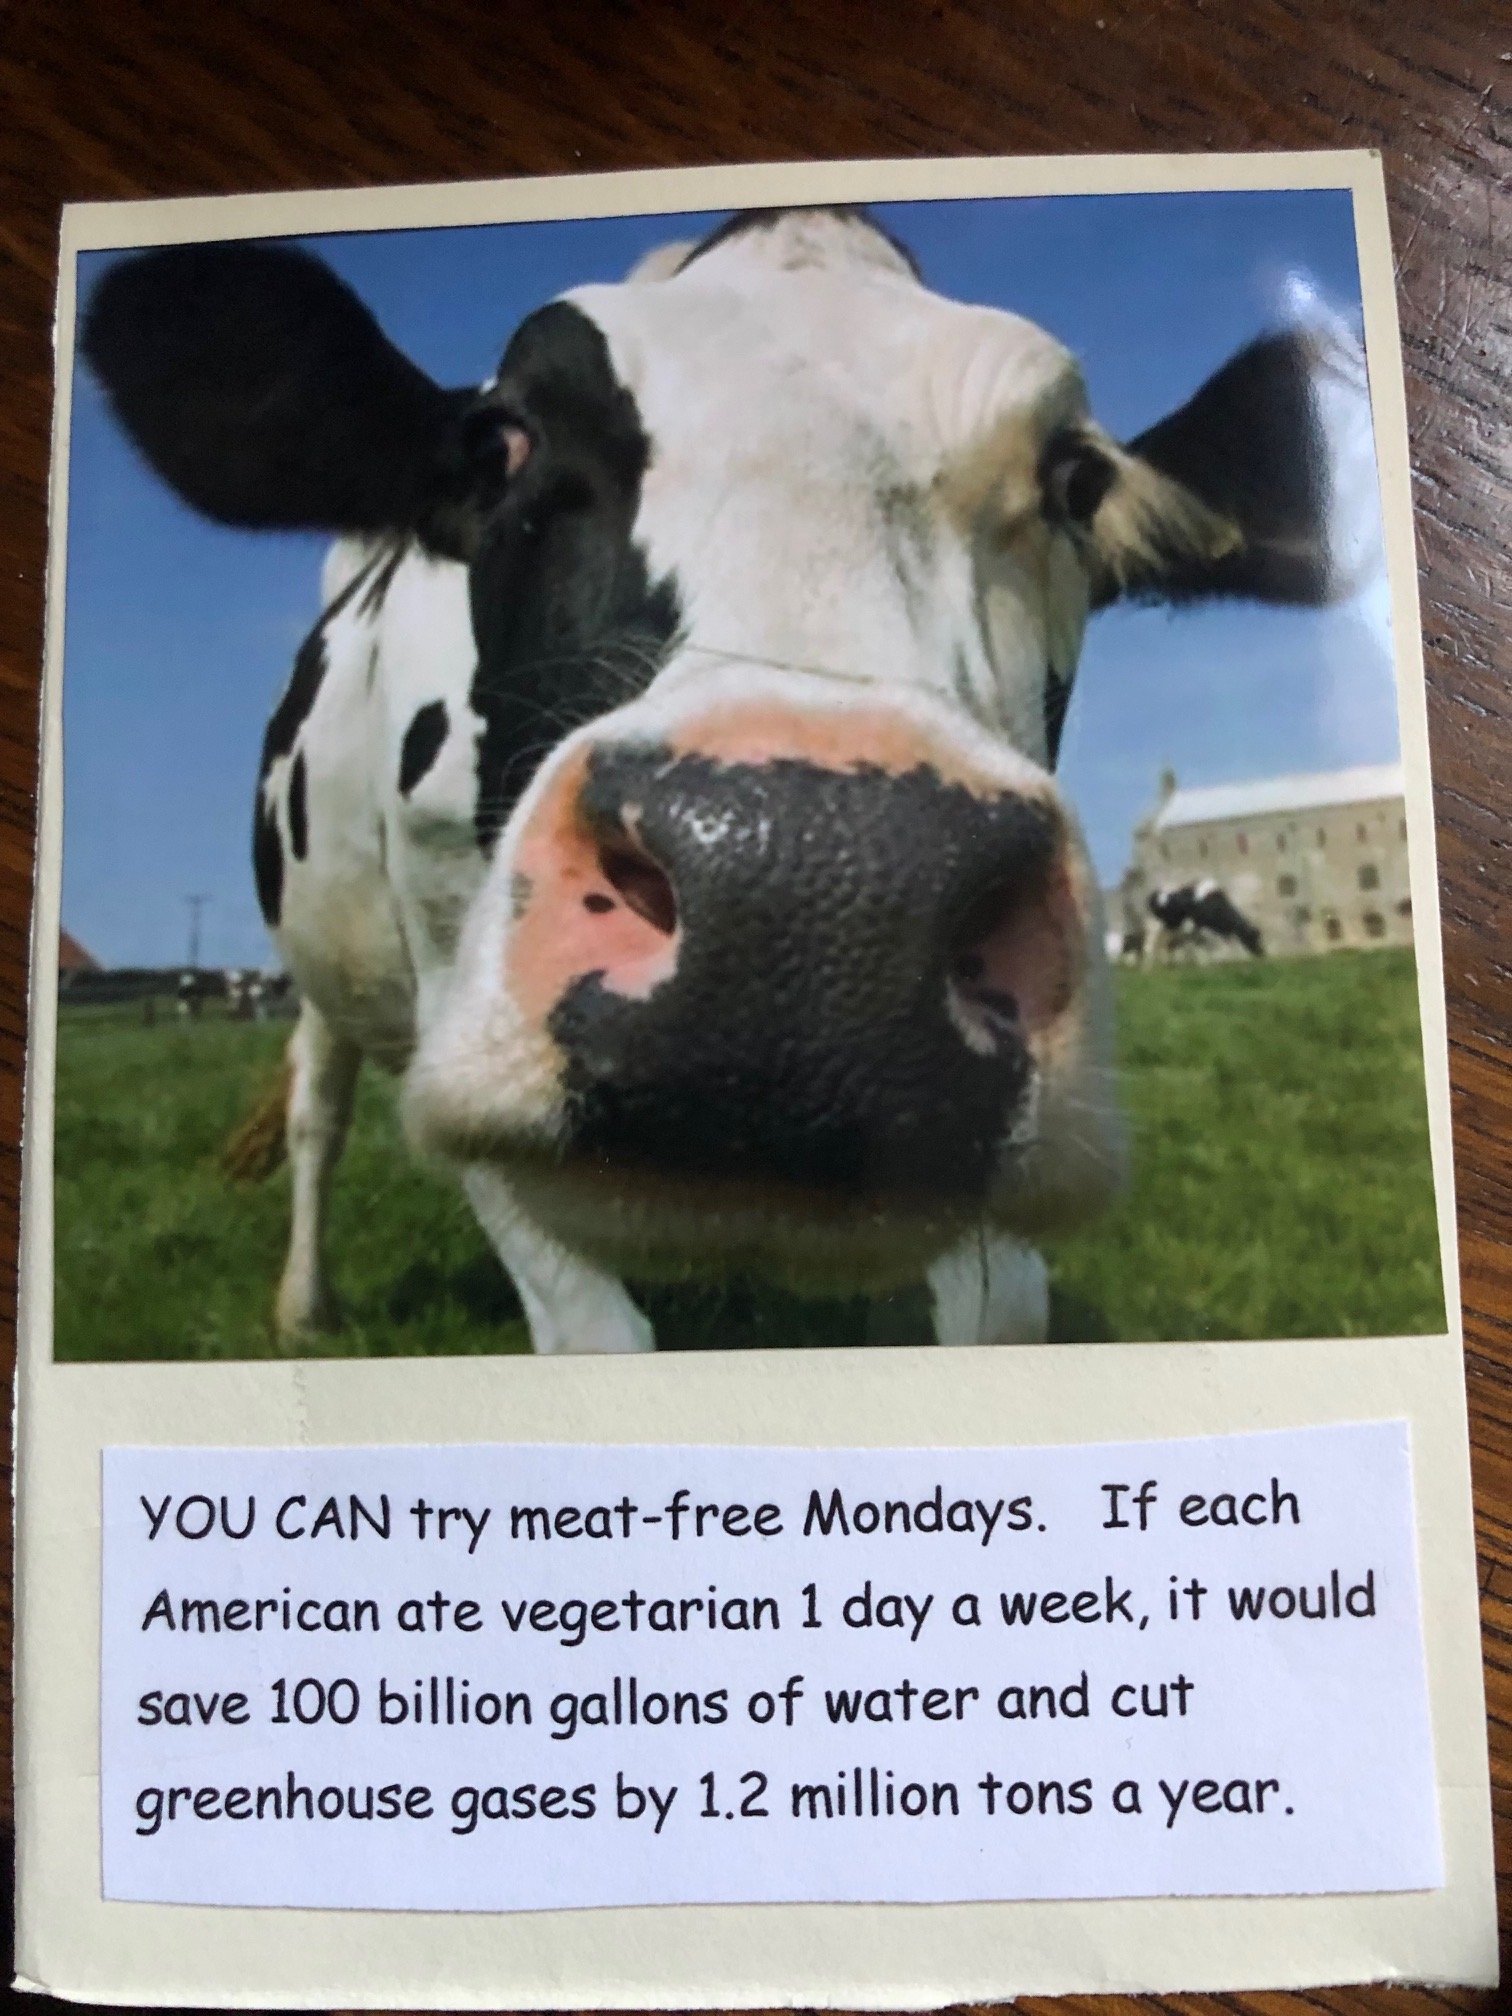 YOU CAN try meat-free Mondays. If each
American ate vegetarian 1 day a week, it would
save 100 billion gallons of water and cut
greenhouse gases by 1.2 million tons a year.